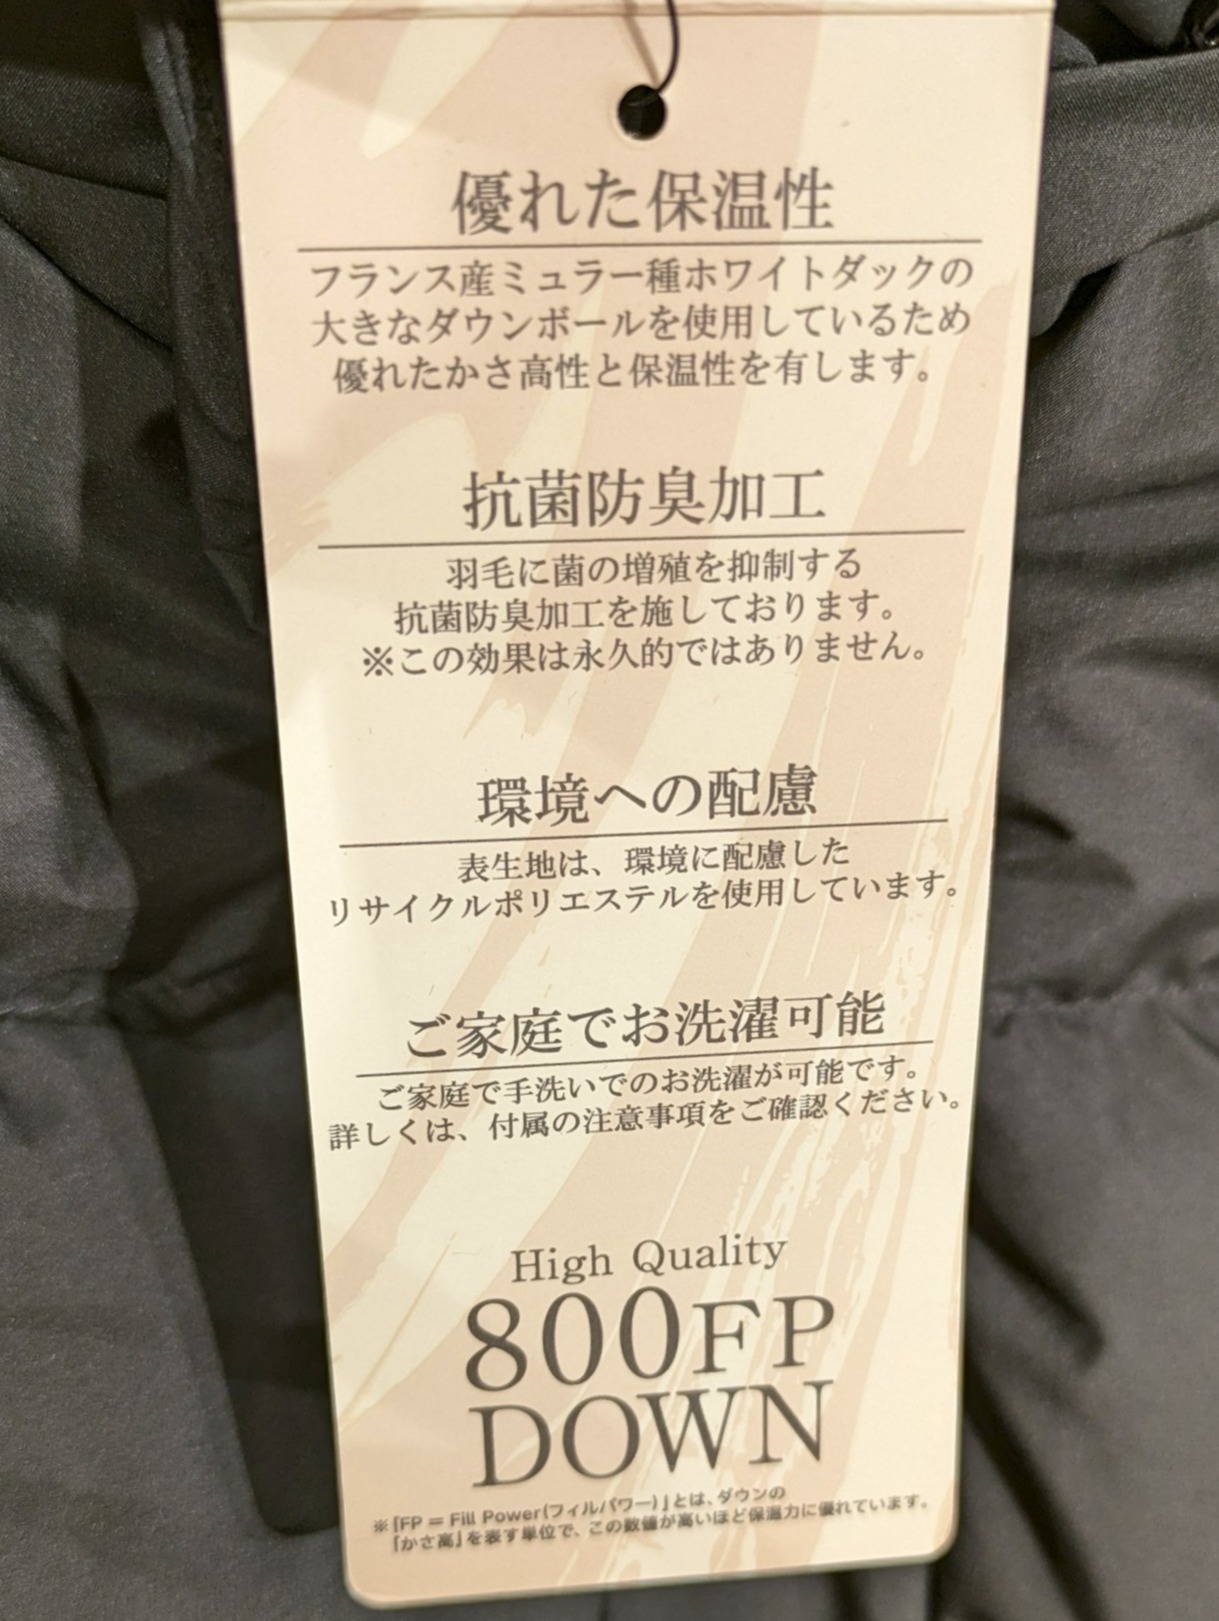 優れた保温性
フランス産ミュラー種ホワイトダックの
大きなダウンボールを使用しているため
優れたかさ高性と保温性を有します。
抗菌防臭加工
羽毛に菌の増殖を抑制する
抗菌防臭加工を施しております。
※この効果は永久的ではありません。
環境への配慮
表生地は、環境に配慮した
リサイクルポリエステルを使用しています。
ご家庭でお洗濯可能
ご家庭で手洗いでのお洗濯が可能です。
詳しくは、付属の注意事項をご確認ください。
High Quality
800FP
DOWN
※「FP = Fill Power(フィルパワー)」とは、ダウンの
「かさ高」を表す単位で、この数値が高いほど保温力に優れています。